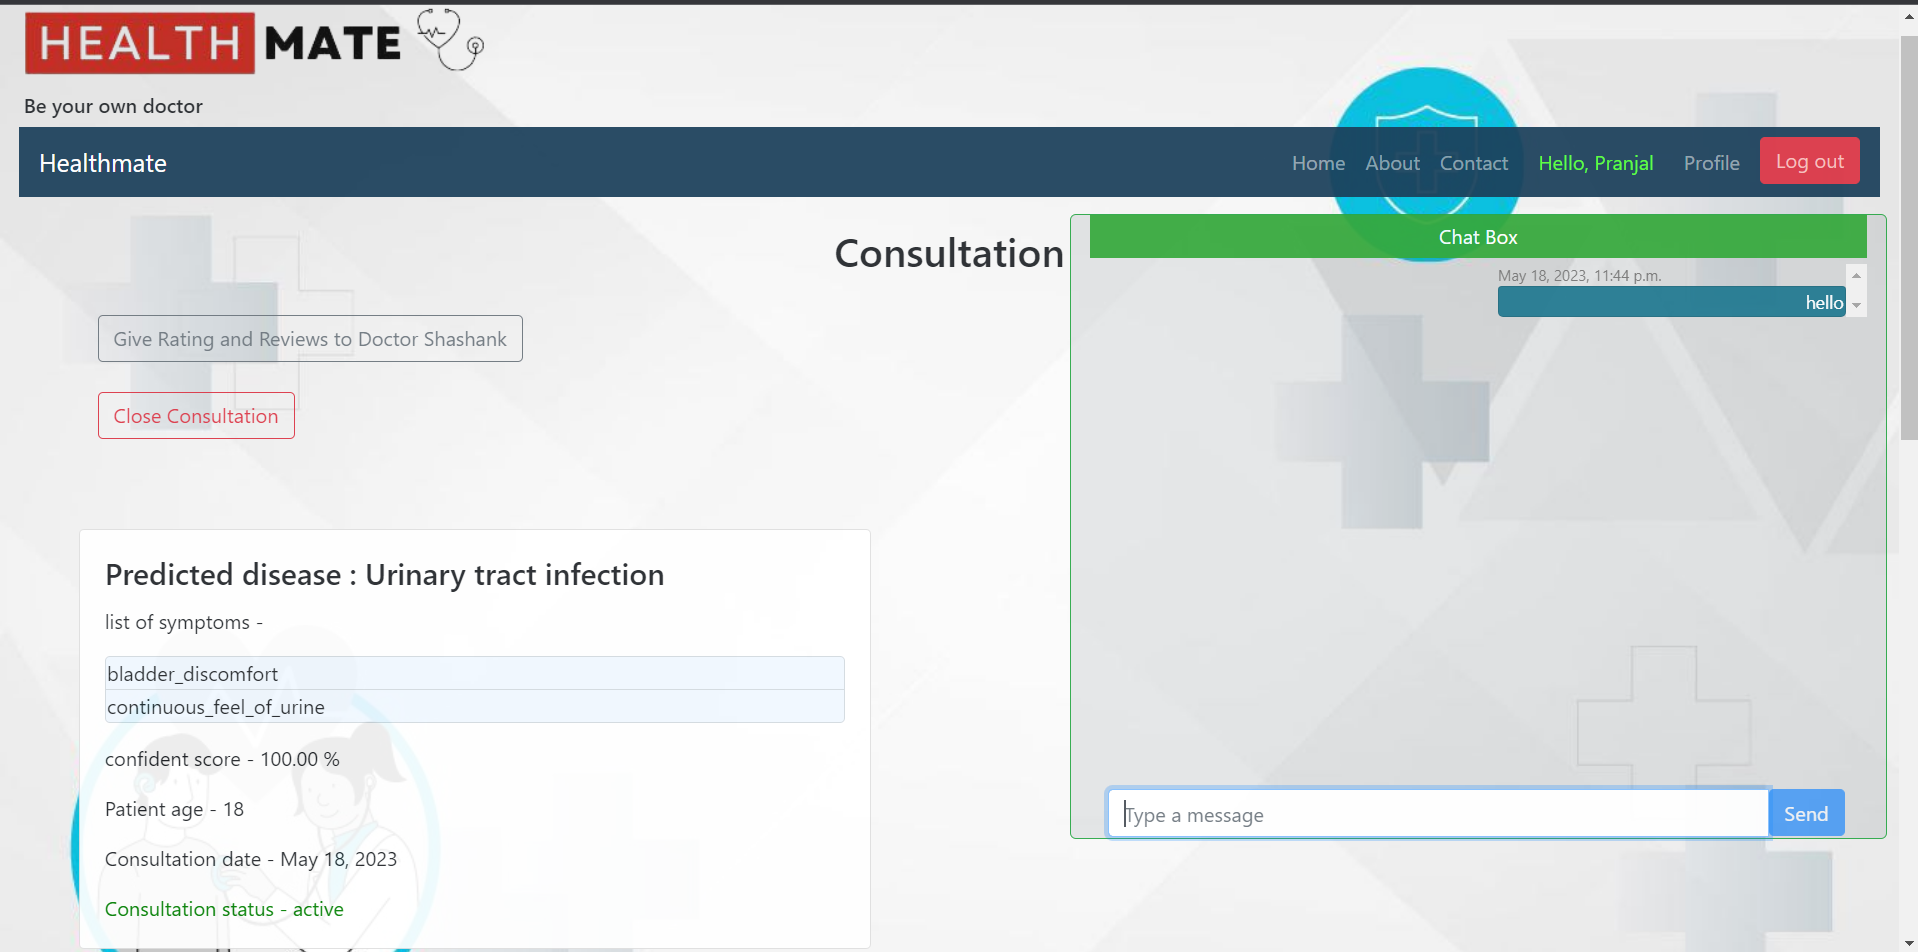 HEALTH MATE
Be your own doctor
Healthmate
Home About Contact Hello, Pranjal Profile Log out
Consultation
Give Rating and Reviews to Doctor Shashank
Close Consultation
Predicted disease : Urinary tract infection
list of symptoms -
bladder_discomfort
continuous_feel_of_urine
confident score - 100.00 %
Patient age - 18
Consultation date - May 18, 2023
Consultation status - active
Chat Box
May 18, 2023, 11:44 p.m.
hello
Type a message
Send